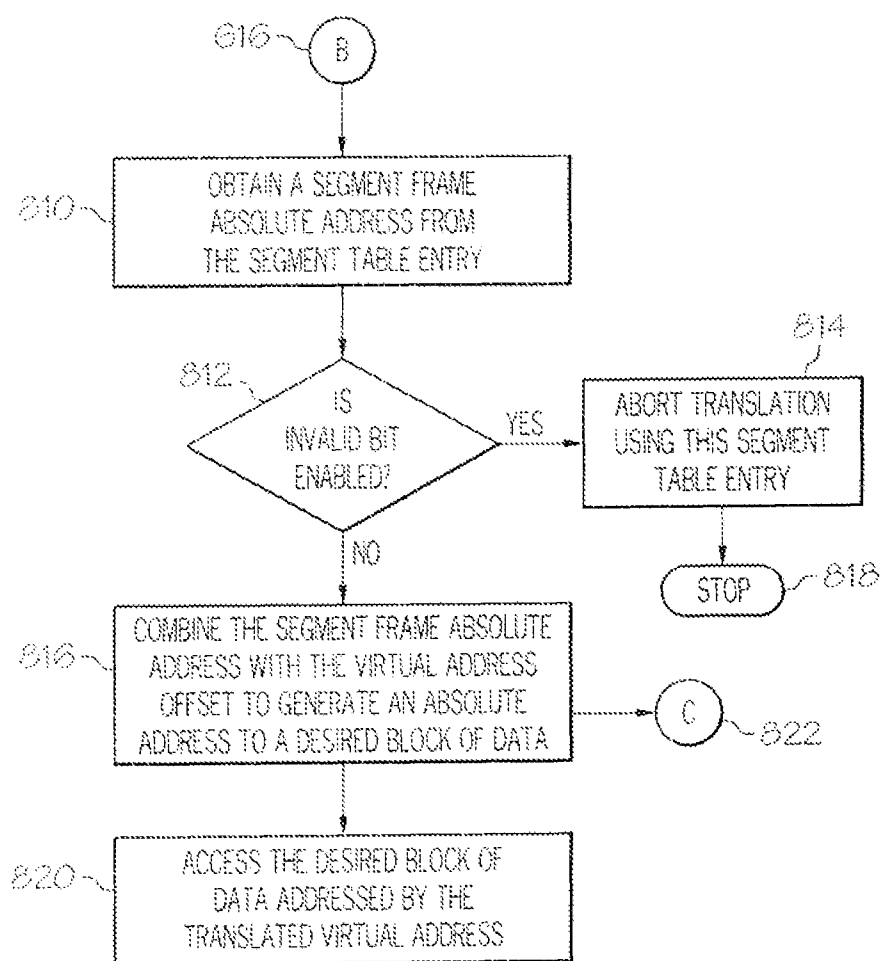 616
B
810
OBTAIN A SEGMENT FRAME
ABSOLUTE ADDRESS FROM
THE SEGMENT TABLE ENTRY
812
IS
INVALID BIT
ENABLED?
YES
814
ABORT TRANSLATION
USING THIS SEGMENT
TABLE ENTRY
STOP
818
NO
816
COMBINE THE SEGMENT FRAME ABSOLUTE
ADDRESS WITH THE VIRTUAL ADDRESS
OFFSET TO GENERATE AN ABSOLUTE
ADDRESS TO A DESIRED BLOCK OF DATA
C
822
820
ACCESS THE DESIRED BLOCK OF
DATA ADDRESSED BY THE
TRANSLATED VIRTUAL ADDRESS